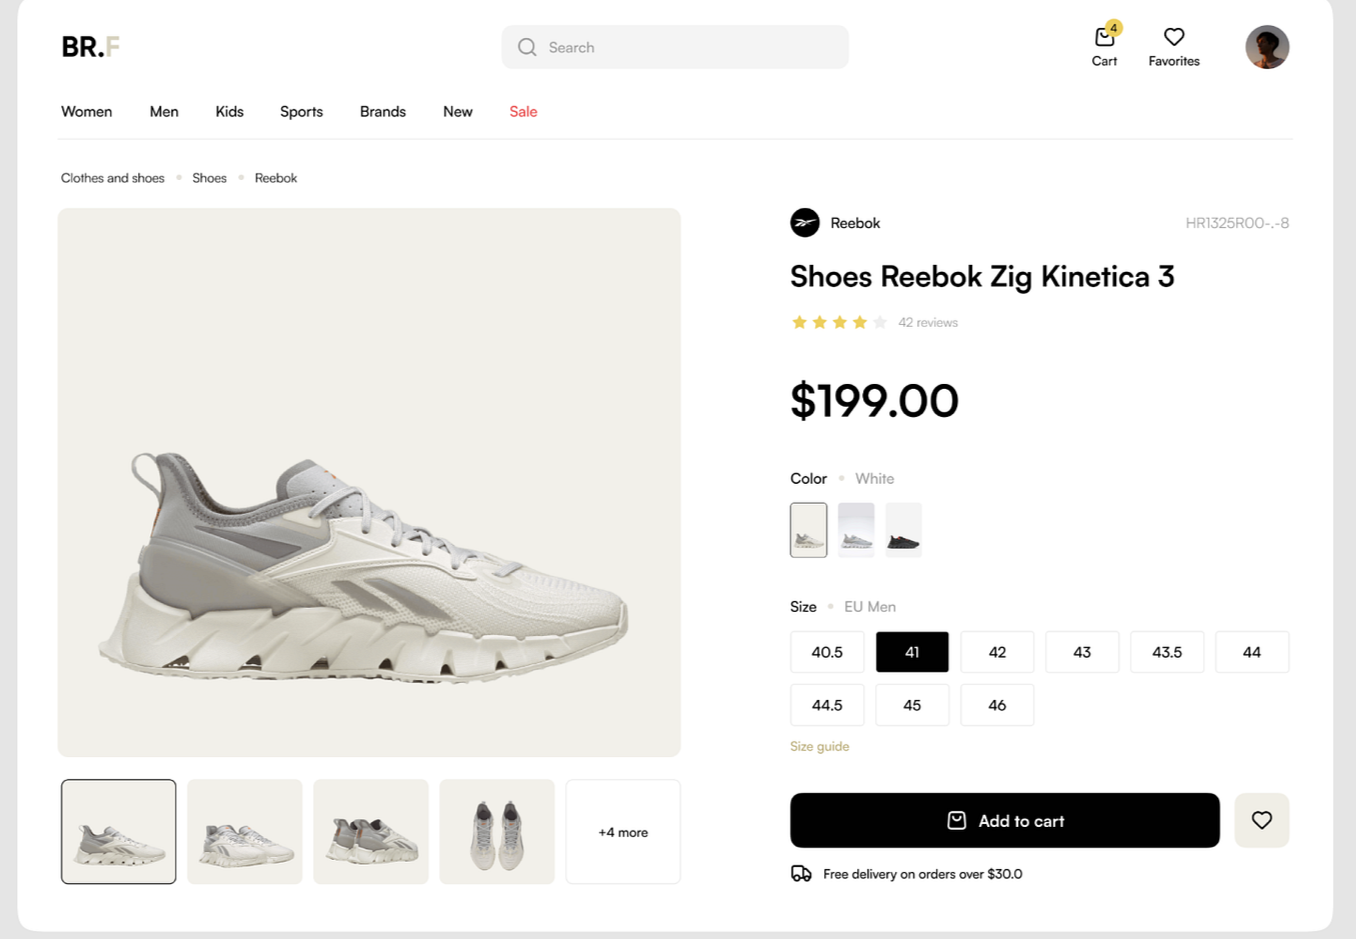 BR.F
Search
4
Cart
Favorites
Women
Men
Kids
Sports
Brands
New
Sale
Clothes and shoes
Shoes
Reebok
Reebok
HR1325R00-.-8
Shoes Reebok Zig Kinetica 3
42 reviews
$199.00
Color
White
Size
EU Men
40.5
41
42
43
43.5
44
44.5
45
46
Size guide
+4 more
Add to cart
Free delivery on orders over $30.0